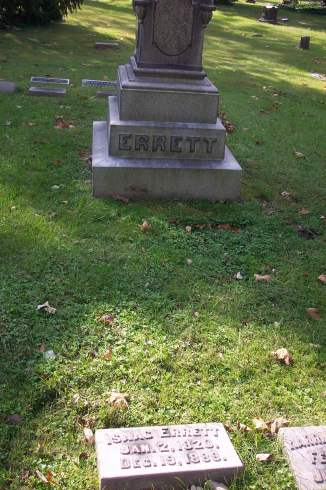 ERRETT
ISAAC ERRETT
JAN. 2, 1820.
DEC. 19, 1888.